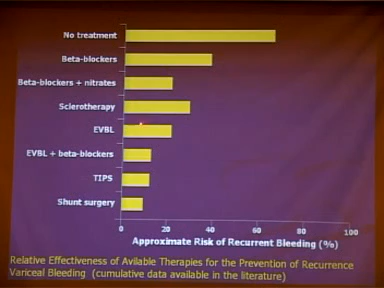 No treatment
Beta-blockers
Beta-blockers + nitrates
Sclerotherapy
EVBL
EVBL + beta-blockers
TIPS
Shunt surgery
0 20 40 60 80 100
Approximate Risk of Recurrent Bleeding (%)
Relative Effectiveness of Avilable Therapies for the Prevention of Recurrence
Variceal Bleeding (cumulative data available in the literature)